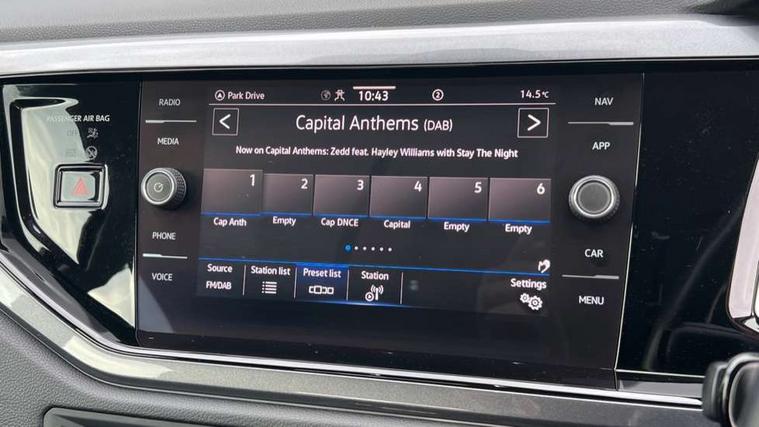 PASSENGER AIR BAG
OFF
RADIO
MEDIA
PHONE
VOICE
Park Drive
10:43
2
14.5°C
< Capital Anthems (DAB) >
Now on Capital Anthems: Zedd feat. Hayley Williams with Stay The Night
1 2 3 4 5 6
Cap Anth Empty Cap DNCE Capital Empty Empty
Source Station list Preset list Station Settings
FM/DAB
NAV
APP
CAR
MENU